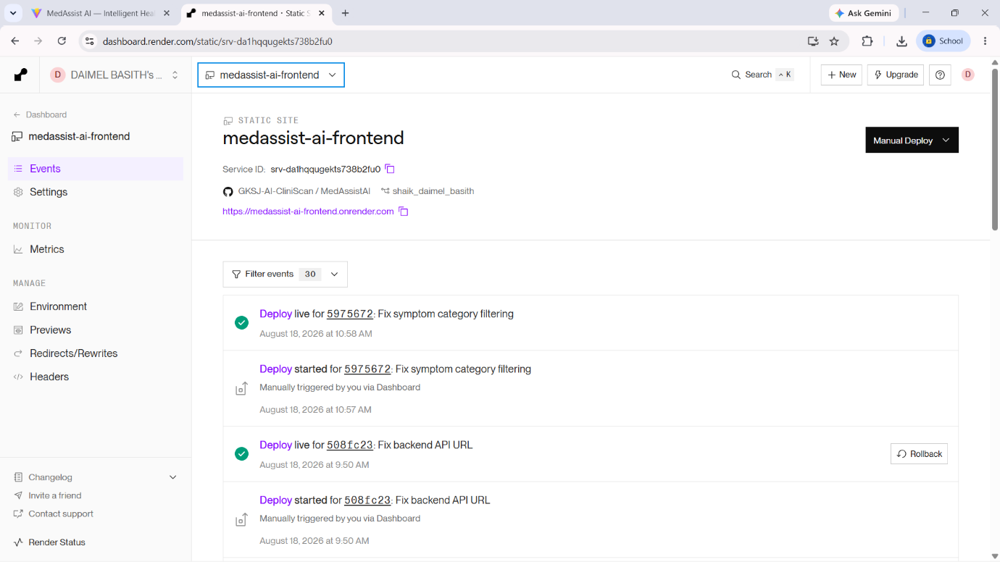 MedAssist AI — Intelligent Heal
medassist-ai-frontend · Static S
Ask Gemini
dashboard.render.com/static/srv-da1hqqugekts738b2fu0
School
D DAIMEL BASITH's ...
medassist-ai-frontend
Search ^ K
+ New
Upgrade
D
Dashboard
medassist-ai-frontend
Events
Settings
MONITOR
Metrics
MANAGE
Environment
Previews
Redirects/Rewrites
Headers
Changelog
Invite a friend
Contact support
Render Status
STATIC SITE
medassist-ai-frontend
Manual Deploy
Service ID: srv-da1hqqugekts738b2fu0
GKSJ-AI-CliniScan / MedAssistAI shaik_daimel_basith
https://medassist-ai-frontend.onrender.com
Filter events 30
Deploy live for 5975672: Fix symptom category filtering
August 18, 2026 at 10:58 AM
Deploy started for 5975672: Fix symptom category filtering
Manually triggered by you via Dashboard
August 18, 2026 at 10:57 AM
Deploy live for 508fc23: Fix backend API URL
August 18, 2026 at 9:50 AM
Rollback
Deploy started for 508fc23: Fix backend API URL
Manually triggered by you via Dashboard
August 18, 2026 at 9:50 AM